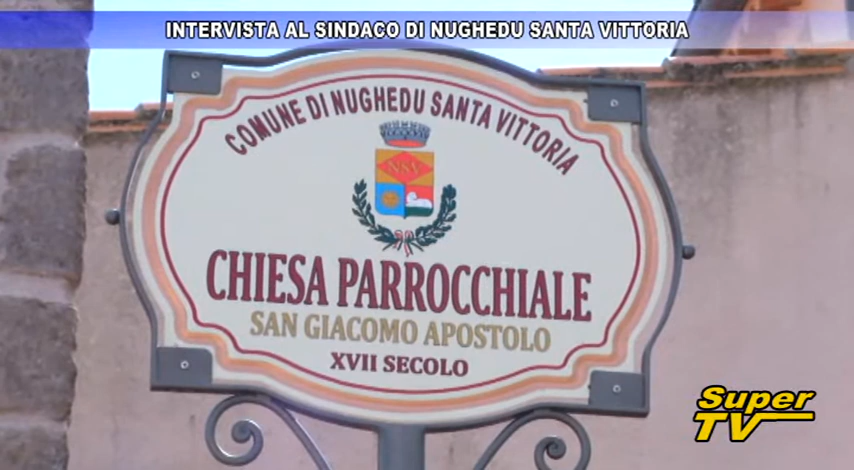 INTERVISTA AL SINDACO DI NUGHEDU SANTA VITTORIA
COMUNE DI NUGHEDU SANTA VITTORIA
NSV
CHIESA PARROCCHIALE
SAN GIACOMO APOSTOLO
XVII SECOLO
Super
TV